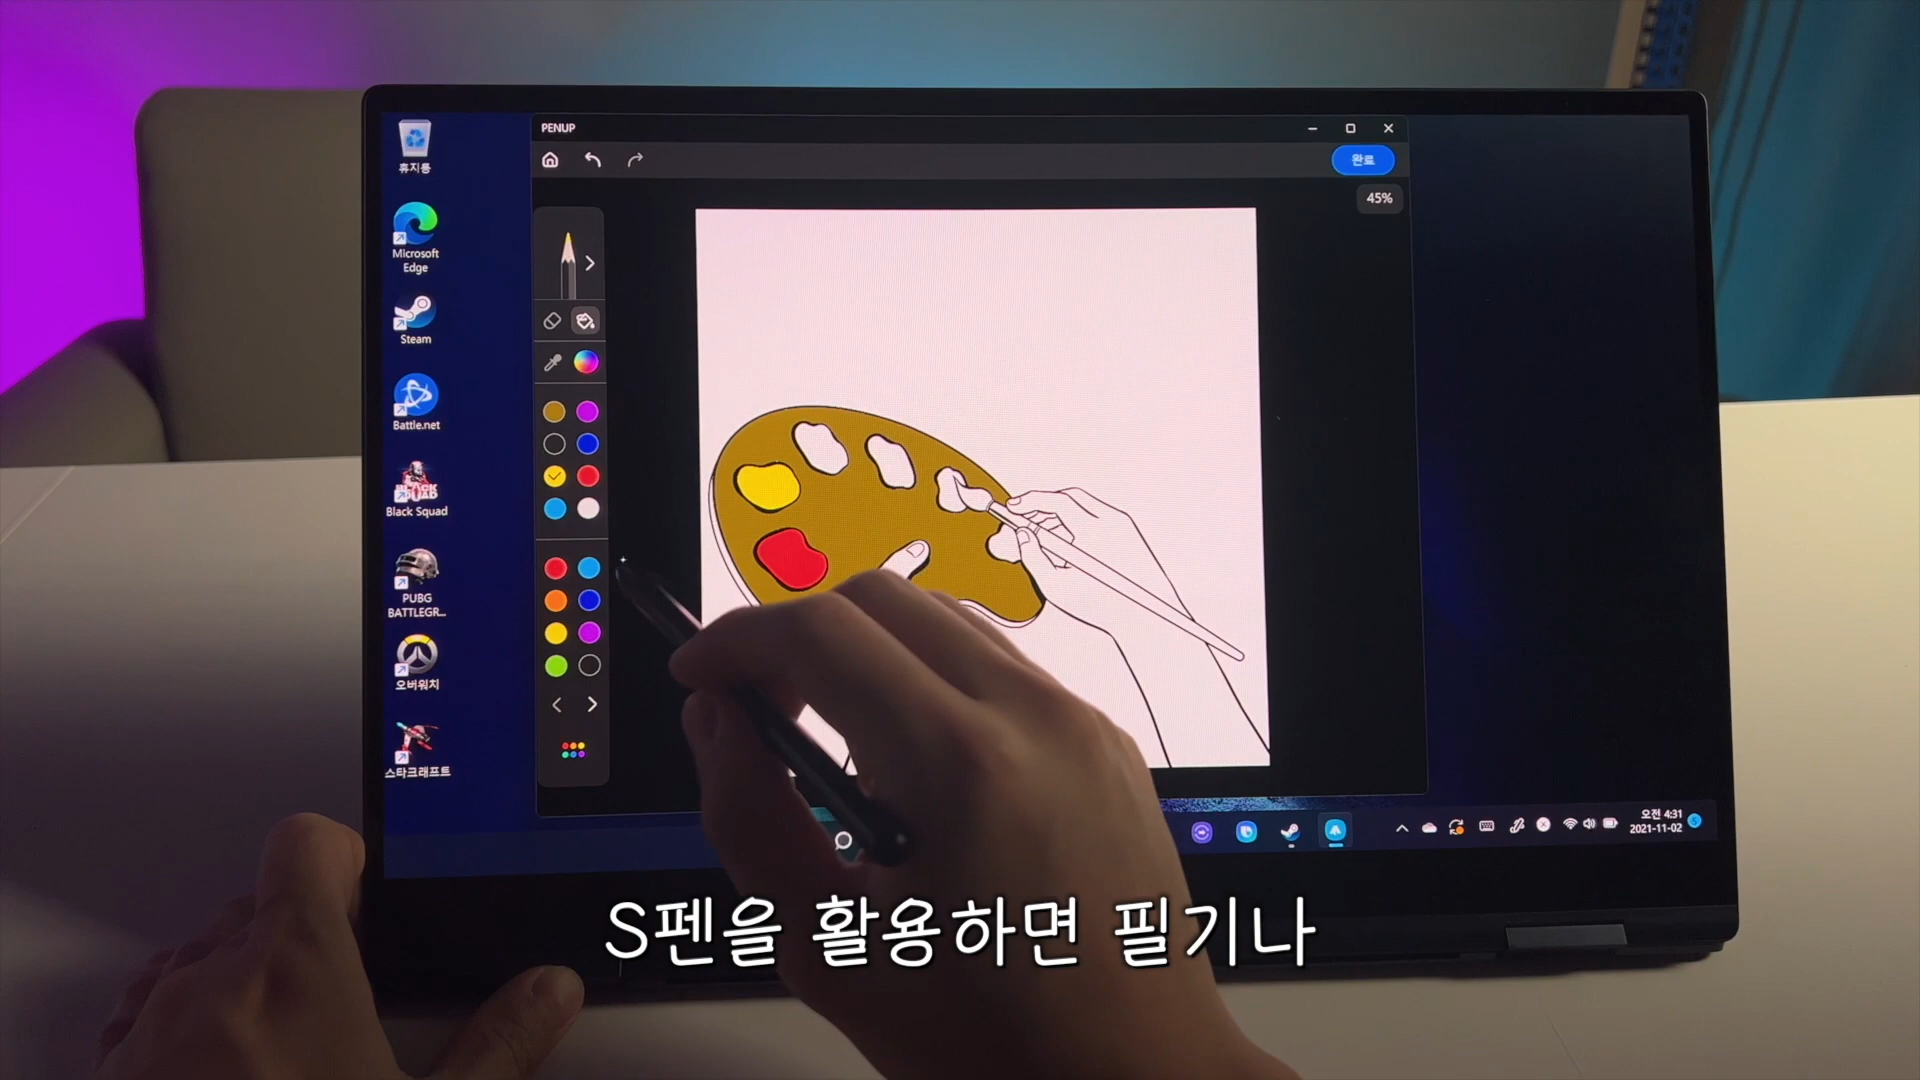 휴지통
Microsoft
Edge
Steam
Battle.net
BLACK
SQUAD
Black Squad
PUBG
BATTLEGR...
오버워치
스타크래프트
PENUP
완료
45%
오전 4:31
2021-11-02
S펜을 활용하면 필기나